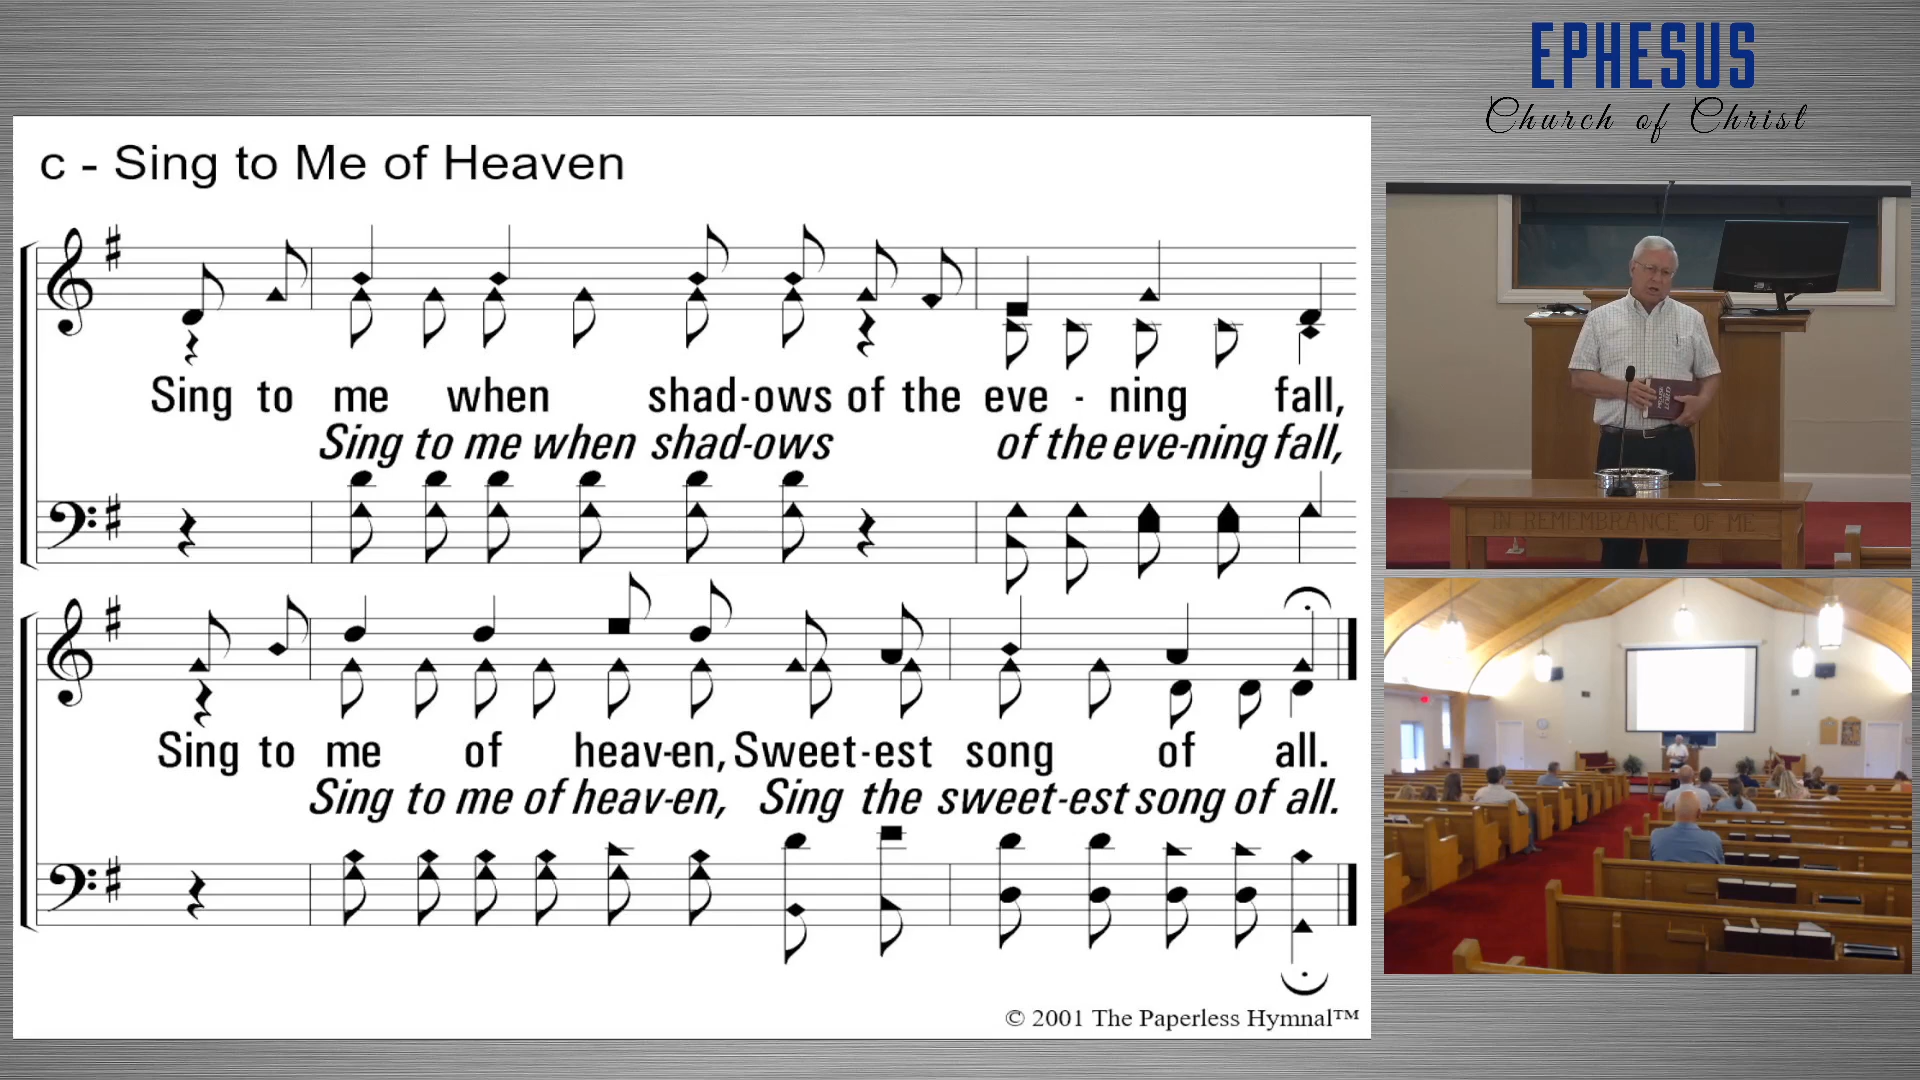 EPHESUS
Church of Christ
c - Sing to Me of Heaven
Sing to me when shad-ows of the eve - ning fall,
Sing to me when shad-ows of the eve-ning fall,
Sing to me of heav-en, Sweet-est song of all.
Sing to me of heav-en, Sing the sweet-est song of all.
© 2001 The Paperless Hymnal™
PRAISE
LORD
IN REMEMBRANCE OF ME